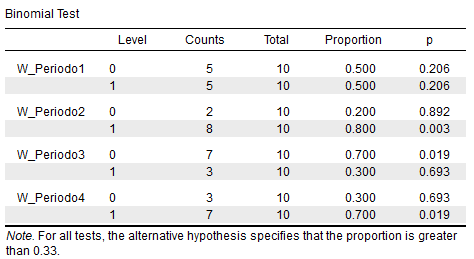 Binomial Test
Level Counts Total Proportion p
W_Periodo1 0 5 10 0.500 0.206
1 5 10 0.500 0.206
W_Periodo2 0 2 10 0.200 0.892
1 8 10 0.800 0.003
W_Periodo3 0 7 10 0.700 0.019
1 3 10 0.300 0.693
W_Periodo4 0 3 10 0.300 0.693
1 7 10 0.700 0.019
Note. For all tests, the alternative hypothesis specifies that the proportion is greater
than 0.33.